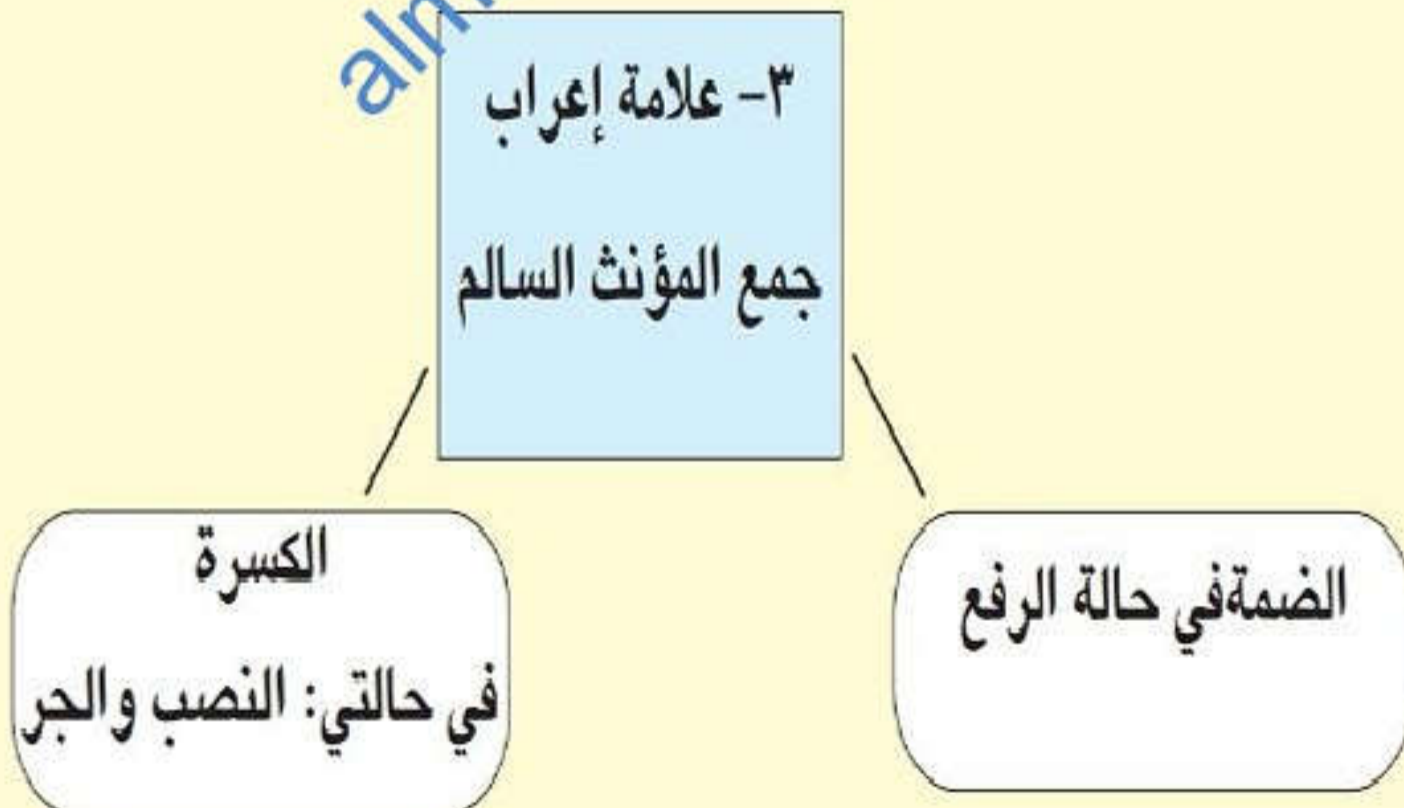 ٣- علامة إعراب
جمع المؤنث السالم
الضمةفي حالة الرفع
الكسرة
في حالتي: النصب والجر